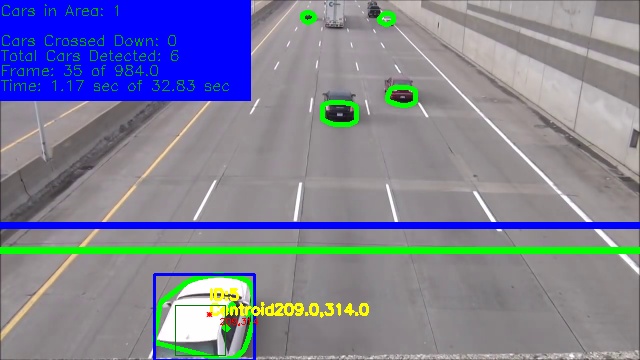 Cars in Area: 1
Cars Crossed Down: 0
Total Cars Detected: 6
Frame: 35 of 984.0
Time: 1.17 sec of 32.83 sec
ID:5
Centroid209.0,314.0